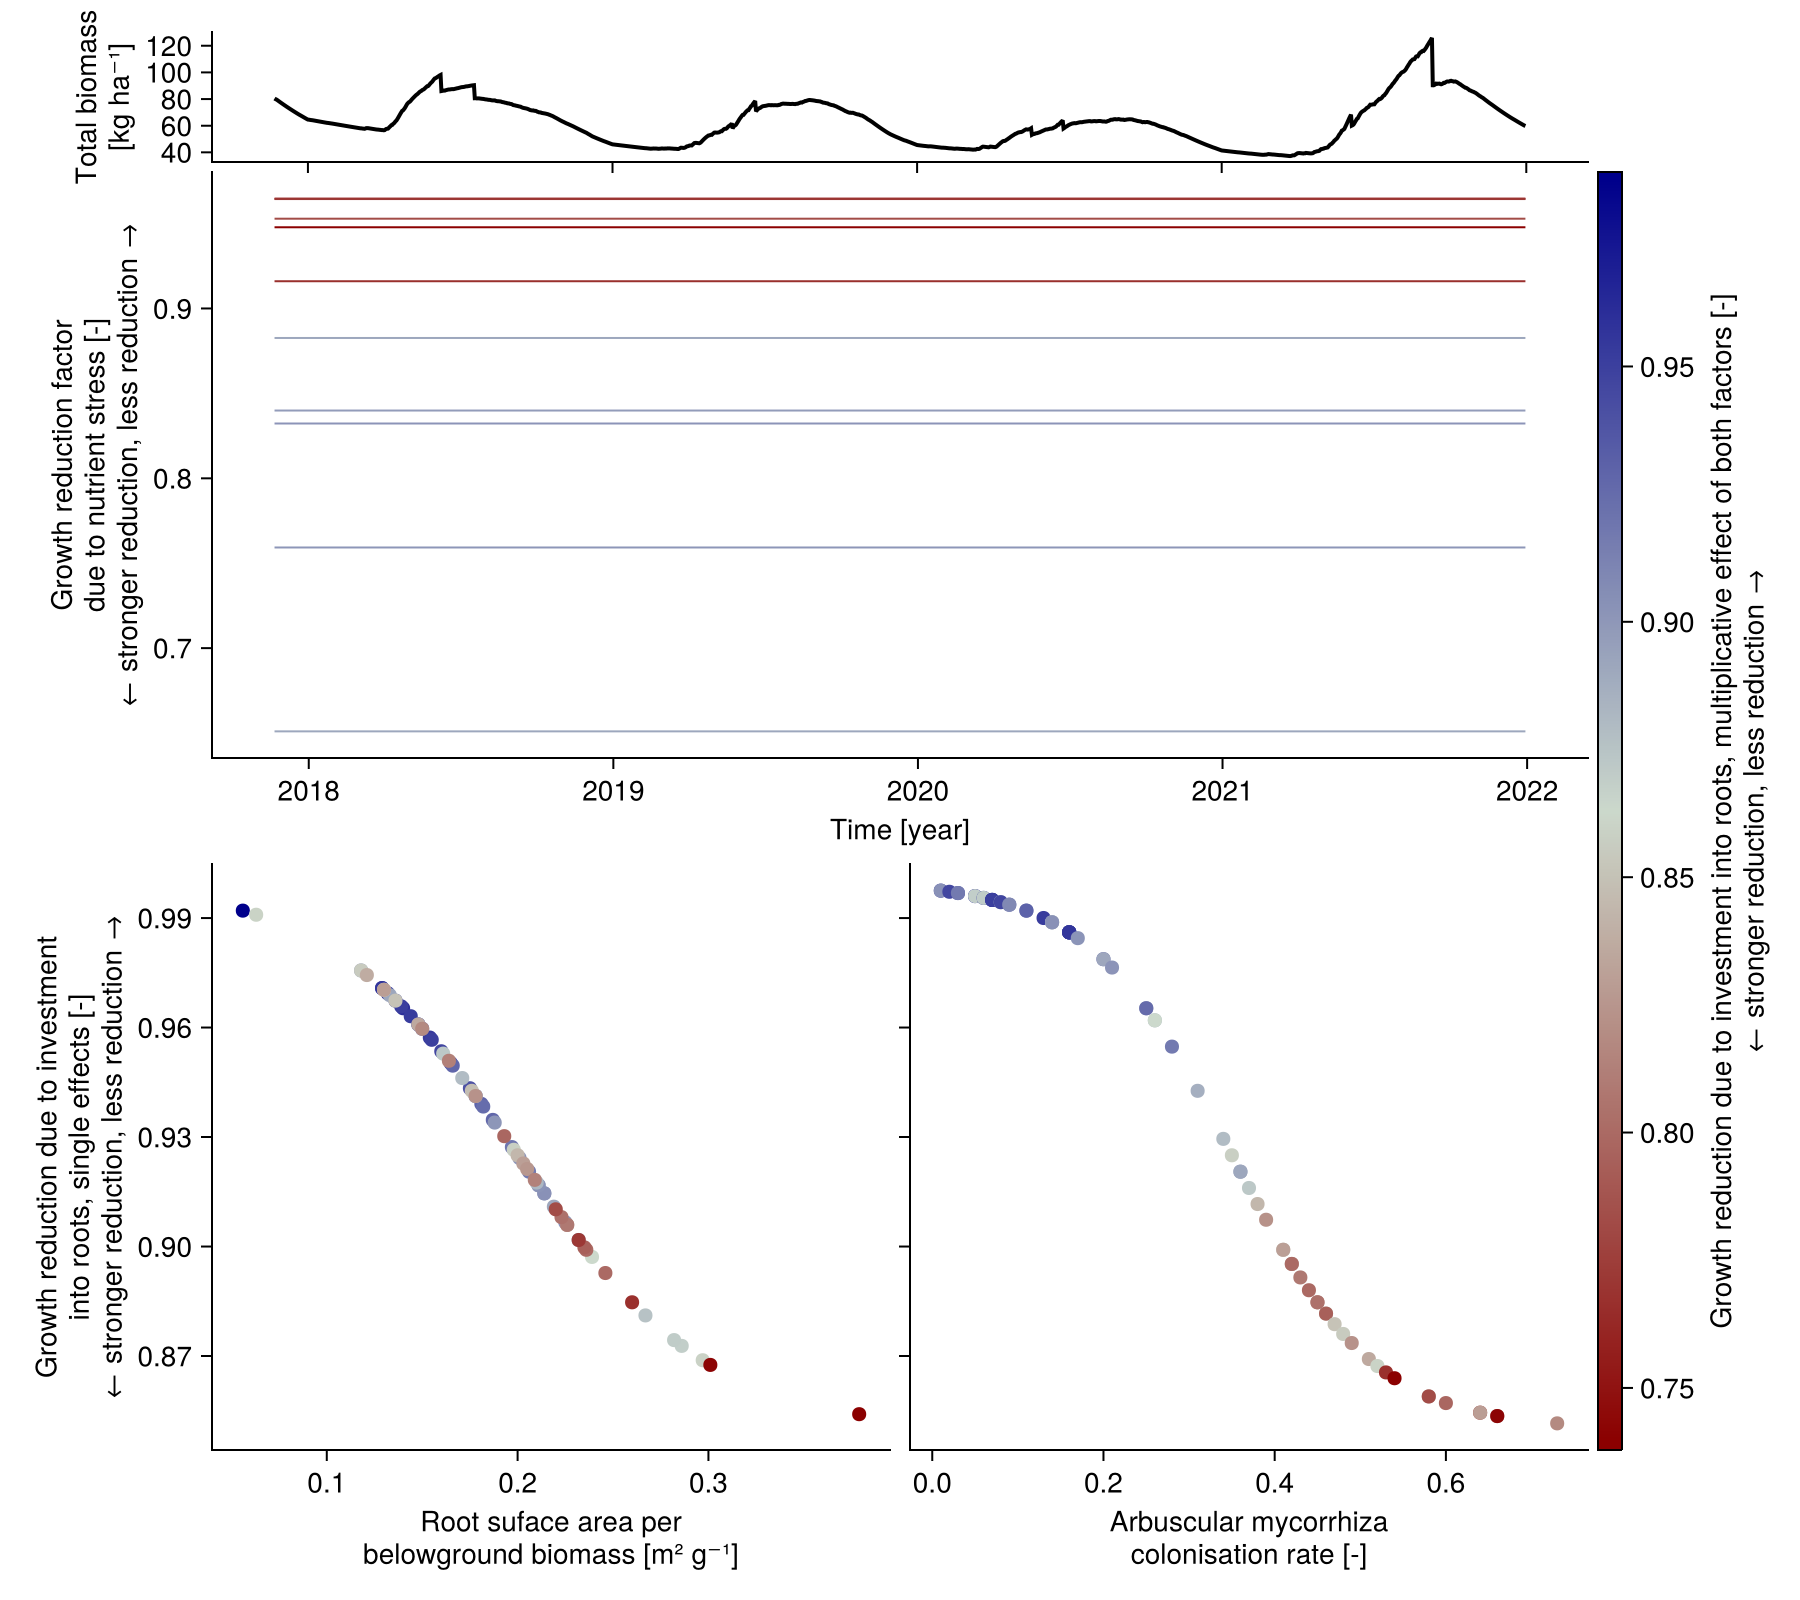 Total biomass
[kg ha⁻¹]
120
100
80
60
40
Growth reduction factor
due to nutrient stress [-]
← stronger reduction, less reduction →
0.9
0.8
0.7
2018
2019
2020
2021
2022
Time [year]
Growth reduction due to investment
into roots, single effects [-]
← stronger reduction, less reduction →
0.99
0.96
0.93
0.90
0.87
0.1
0.2
0.3
Root suface area per
belowground biomass [m² g⁻¹]
0.0
0.2
0.4
0.6
Arbuscular mycorrhiza
colonisation rate [-]
0.95
0.90
0.85
0.80
0.75
Growth reduction due to investment into roots, multiplicative effect of both factors [-]
← stronger reduction, less reduction →